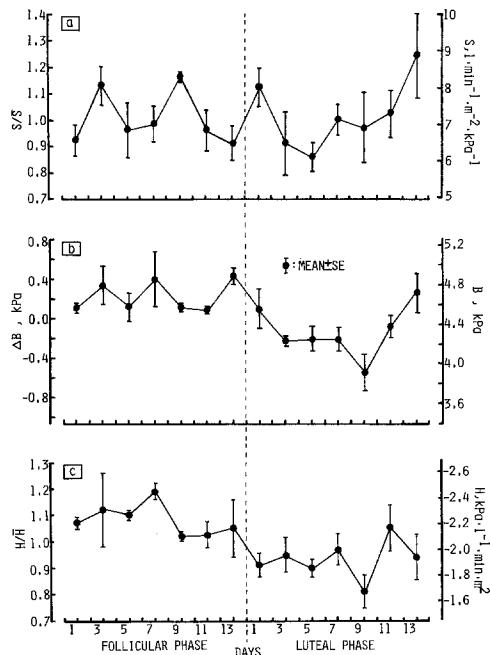 a
1.4
1.3
1.2
1.1
1.0
0.9
0.8
0.7
S/S̄
10
9
8
7
6
5
S, l·min⁻¹·m⁻²·kPa⁻¹
b
0.8
0.4
0.0
-0.4
-0.8
ΔB , kPa
:MEAN±SE
5.2
4.8
4.4
4.0
3.6
B , kPa
c
1.3
1.2
1.1
1.0
0.9
0.8
0.7
H/H̄
-2.6
-2.2
-2.0
-1.8
-1.6
H, kPa·l⁻¹·min·m²
1 3 5 7 9 11 13 1 3 5 7 9 11 13
FOLLICULAR PHASE LUTEAL PHASE
DAYS